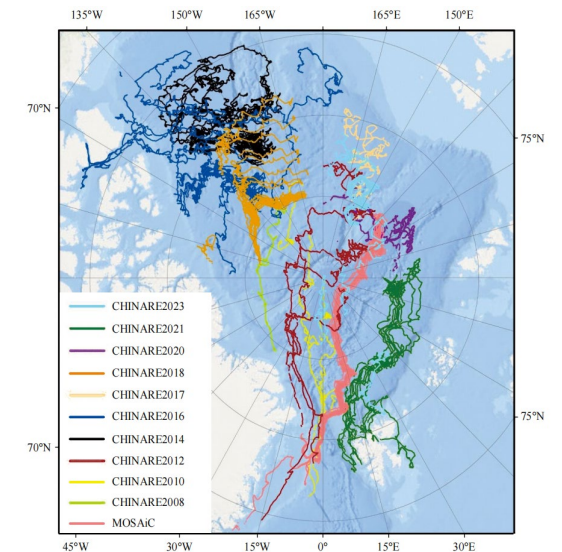 135°W 150°W 165°W 165°E 150°E
70°N
75°N
CHINARE2023
CHINARE2021
CHINARE2020
CHINARE2018
CHINARE2017
CHINARE2016
CHINARE2014
CHINARE2012
CHINARE2010
CHINARE2008
MOSAiC
75°N
70°N
45°W 30°W 15°W 0° 15°E 30°E